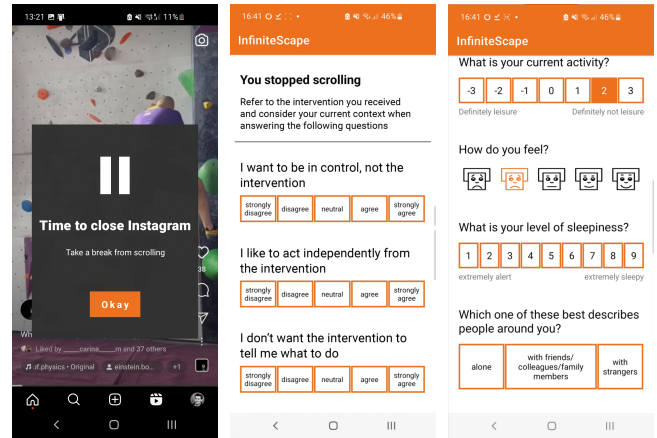 13:21
11%
Time to close Instagram
Take a break from scrolling
Okay
38
Wh
Liked by ____carina____m and 37 others
of.physics • Original
einstein.bo...
+1
16:41
46%
InfiniteScape
You stopped scrolling
Refer to the intervention you received
and consider your current context when
answering the following questions
I want to be in control, not the
intervention
strongly disagree disagree neutral agree strongly agree
I like to act independently from
the intervention
strongly disagree disagree neutral agree strongly agree
I don't want the intervention to
tell me what to do
strongly disagree disagree neutral agree strongly agree
16:41
46%
InfiniteScape
What is your current activity?
-3 -2 -1 0 1 2 3
Definitely leisure Definitely not leisure
How do you feel?
What is your level of sleepiness?
1 2 3 4 5 6 7 8 9
extremely alert extremely sleepy
Which one of these best describes
people around you?
alone
with friends/
colleagues/family
members
with
strangers